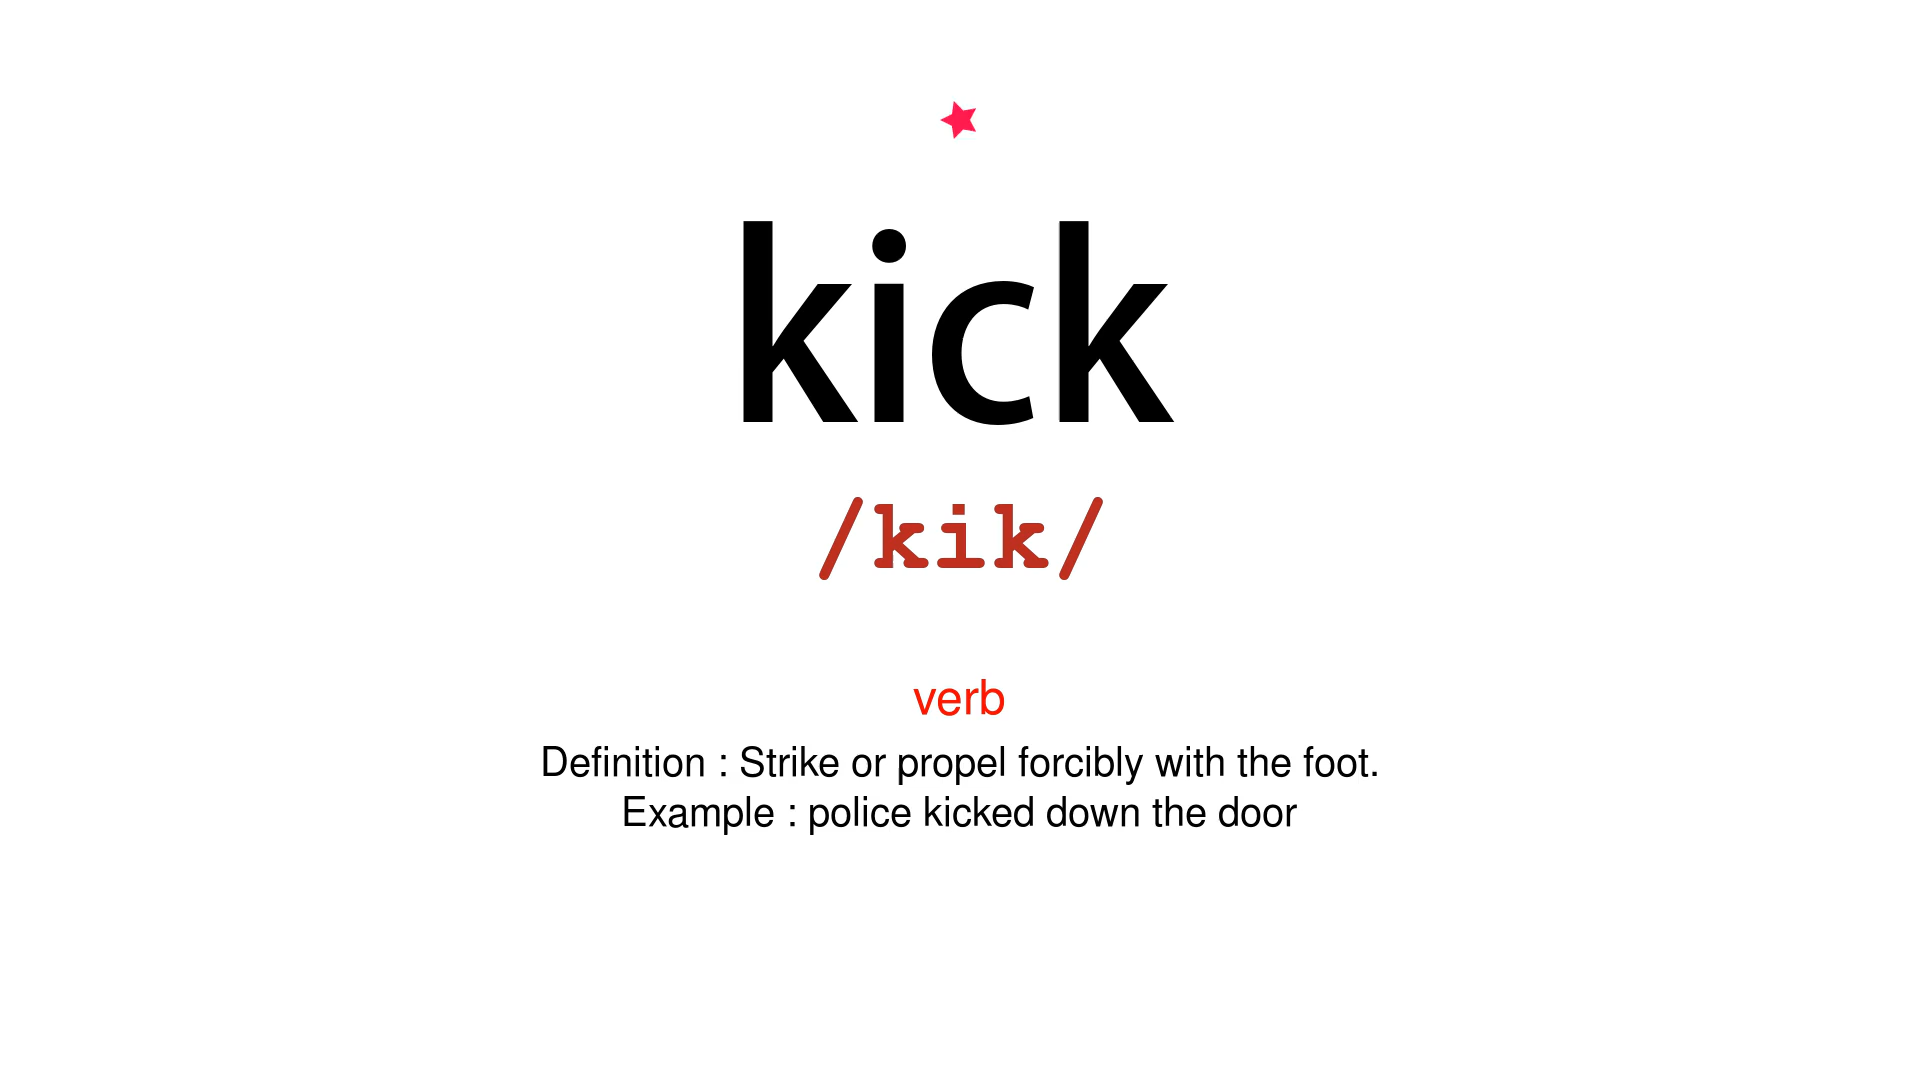 kick
/kik/
verb
Definition : Strike or propel forcibly with the foot.
Example : police kicked down the door